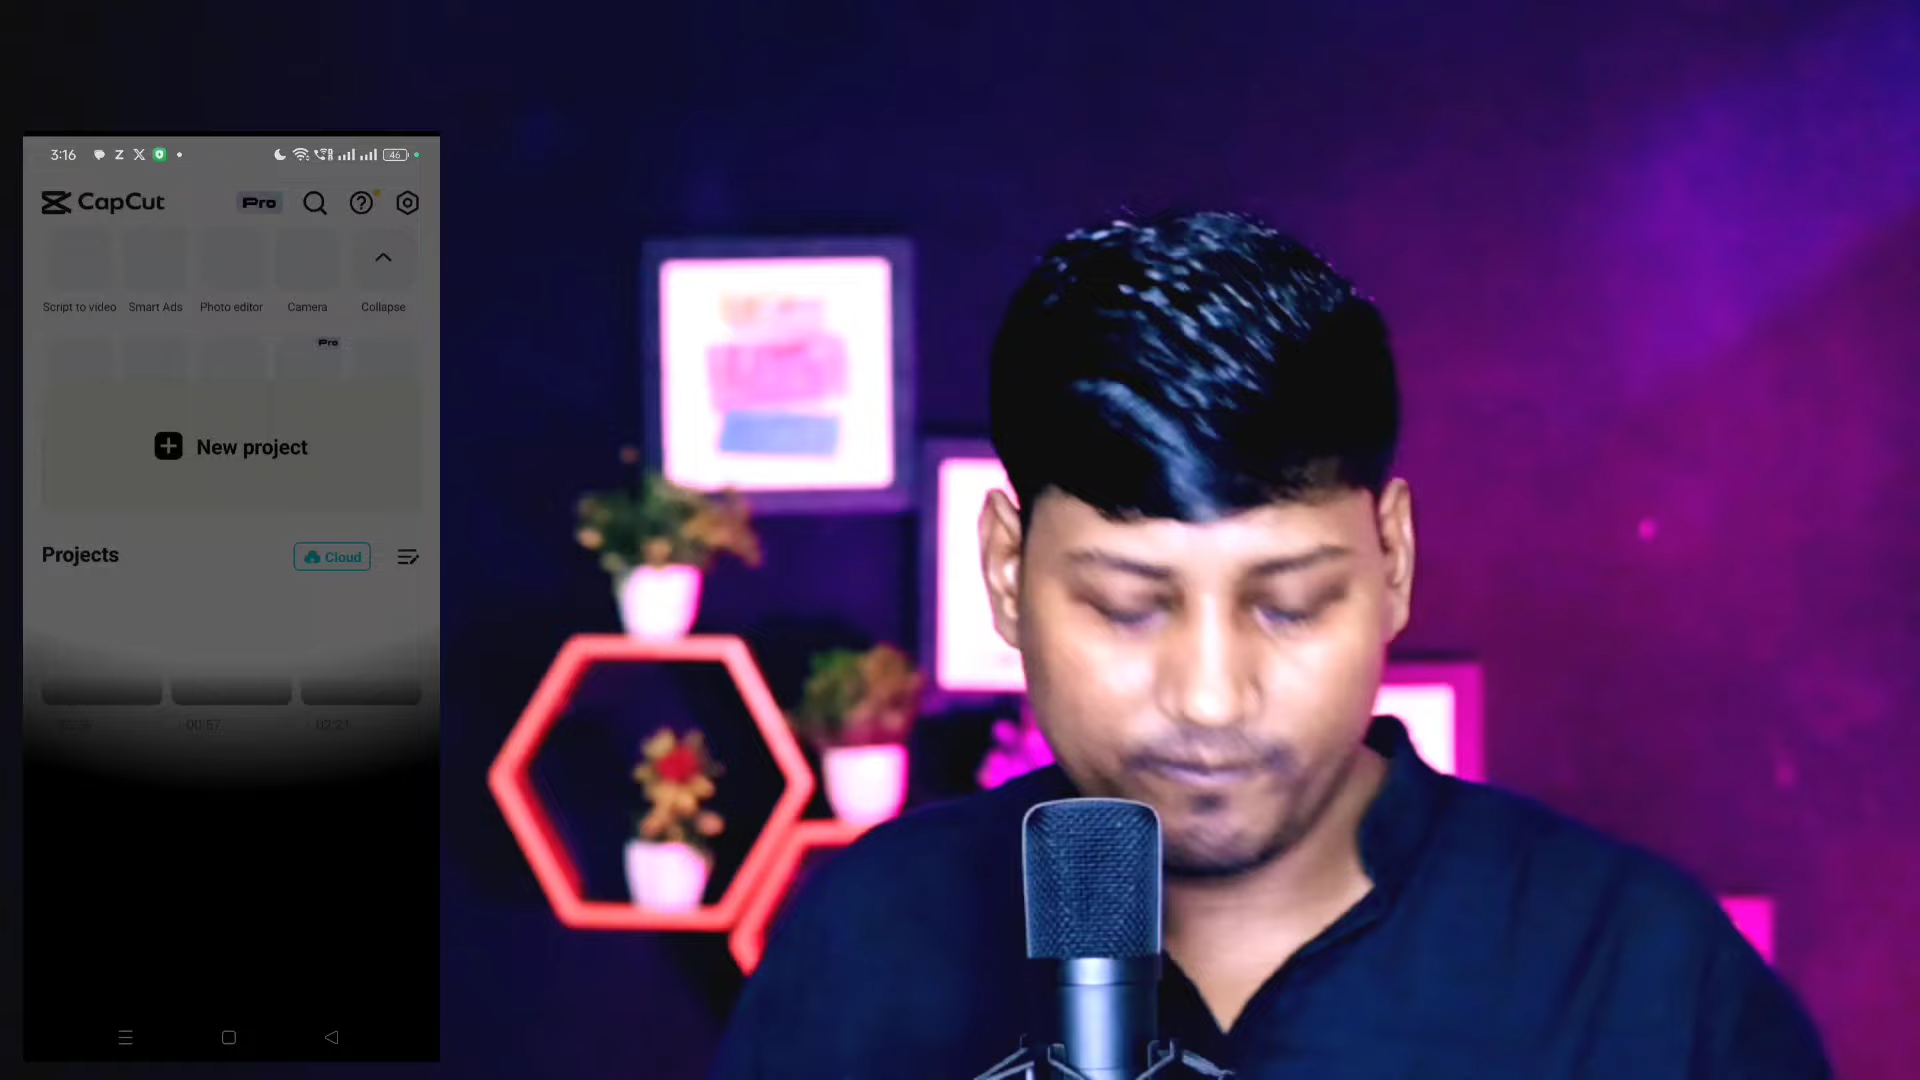 3:16 Z X 46
CapCut Pro
Script to video Smart Ads Photo editor Camera Collapse
Pro
New project
Projects Cloud
00:57 02:21